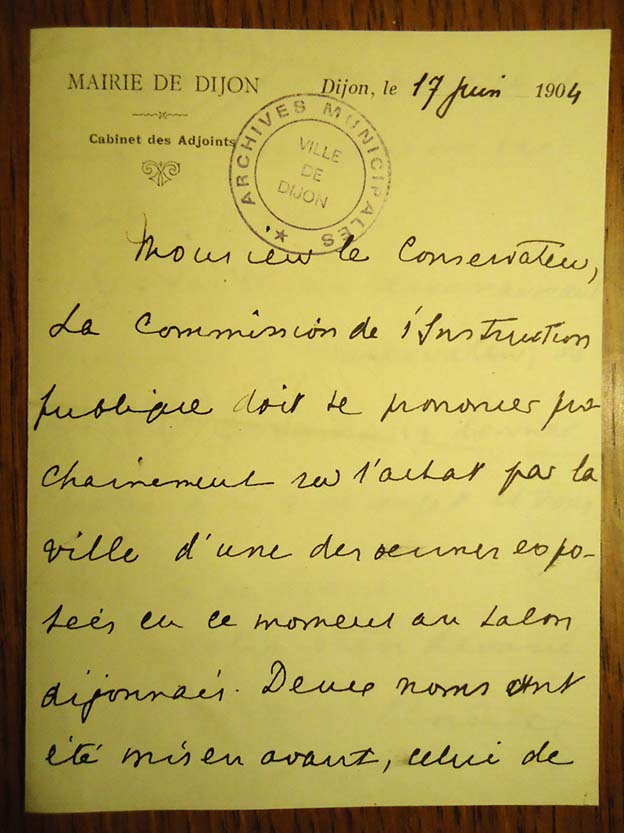 MAIRIE DE DIJON
Dijon, le 17 juin 1904
Cabinet des Adjoints
ARCHIVES MUNICIPALES
VILLE
DE
DIJON
Monsieur le Conservateur,
La Commission de l'Instruction
publique doit se prononcer pro-
chainement sur l'achat par la
ville d'une des oeuvres expo-
sées en ce moment au salon
dijonnais. Deux noms ont
été mis en avant, celui de